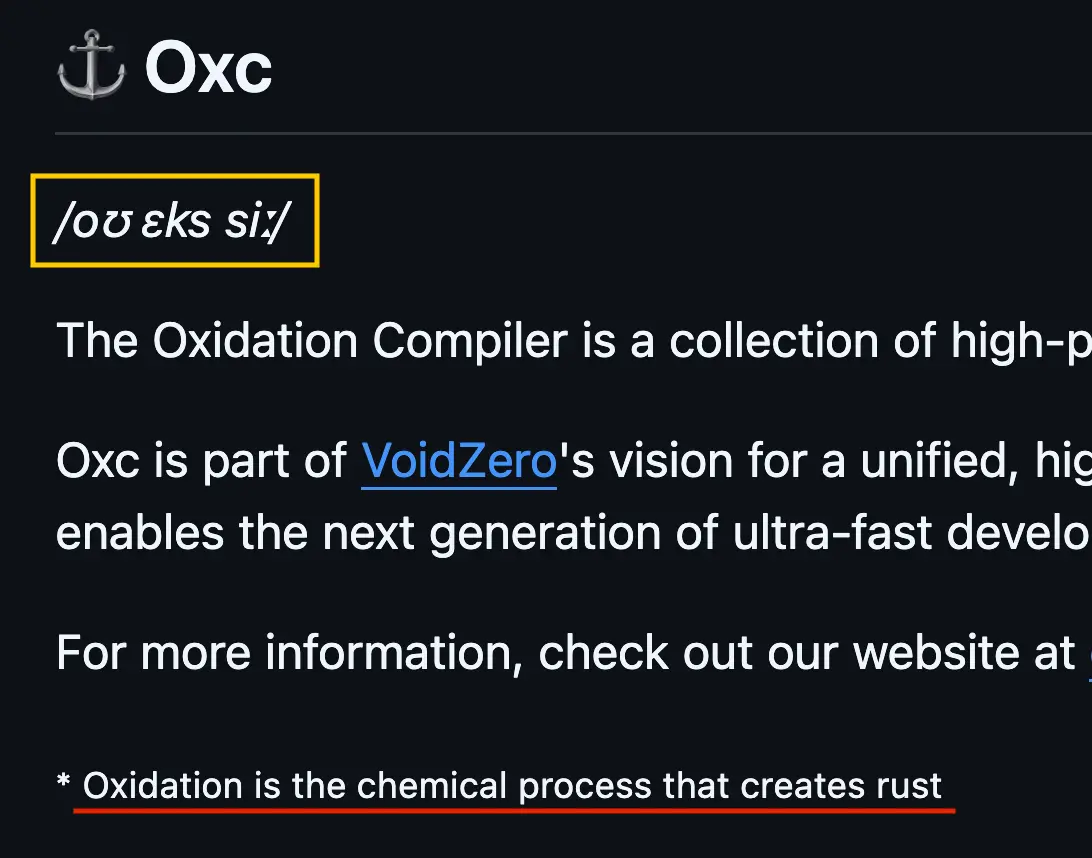 ⚓ Oxc
/oʊ ɛks siː/
The Oxidation Compiler is a collection of high-p
Oxc is part of VoidZero's vision for a unified, hig
enables the next generation of ultra-fast develo
For more information, check out our website at
* Oxidation is the chemical process that creates rust